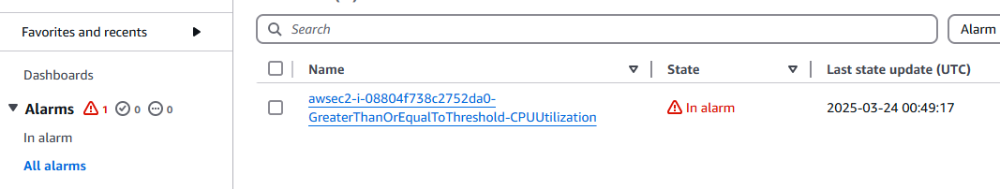 Favorites and recents
Dashboards
Alarms 1 0 0
In alarm
All alarms
Search
Alarm
Name State Last state update (UTC)
awsec2-i-08804f738c2752da0-
GreaterThanOrEqualToThreshold-CPUUtilization
In alarm
2025-03-24 00:49:17